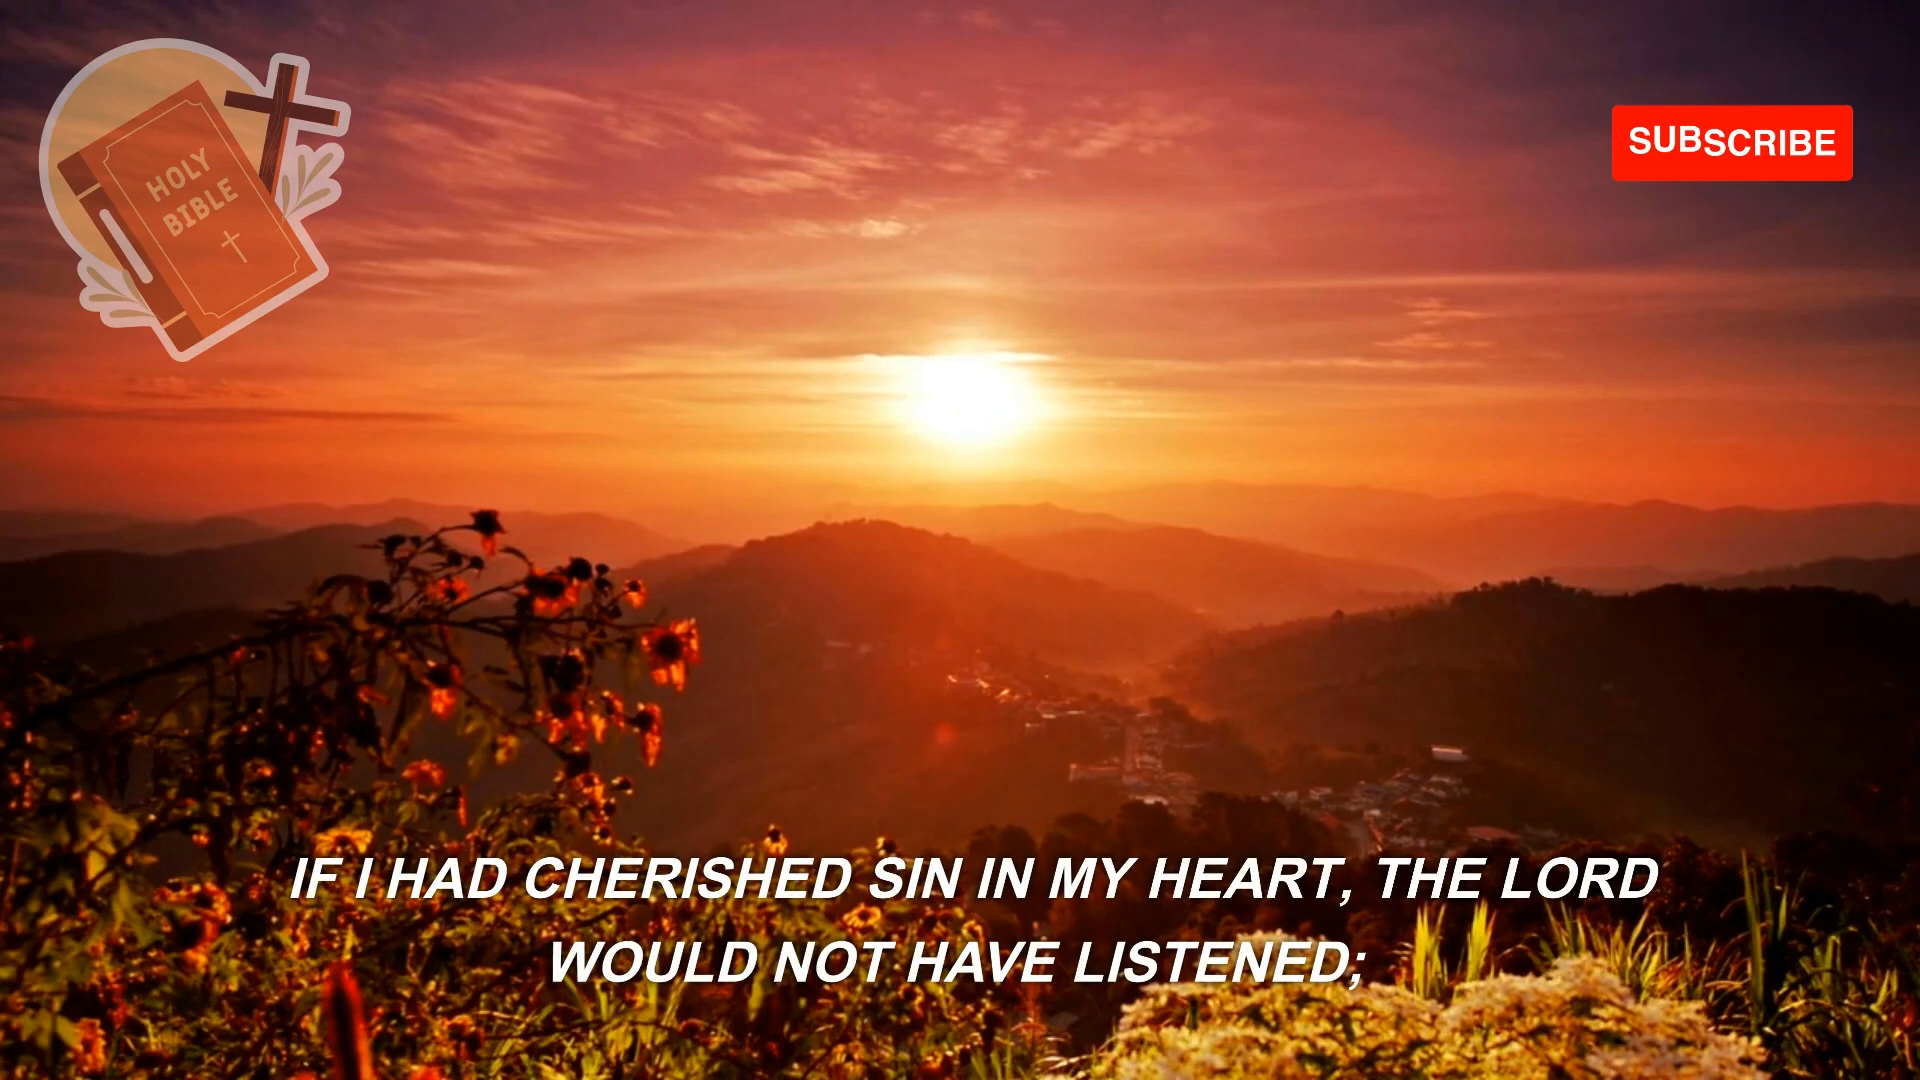 HOLY
BIBLE
SUBSCRIBE
IF I HAD CHERISHED SIN IN MY HEART, THE LORD
WOULD NOT HAVE LISTENED;